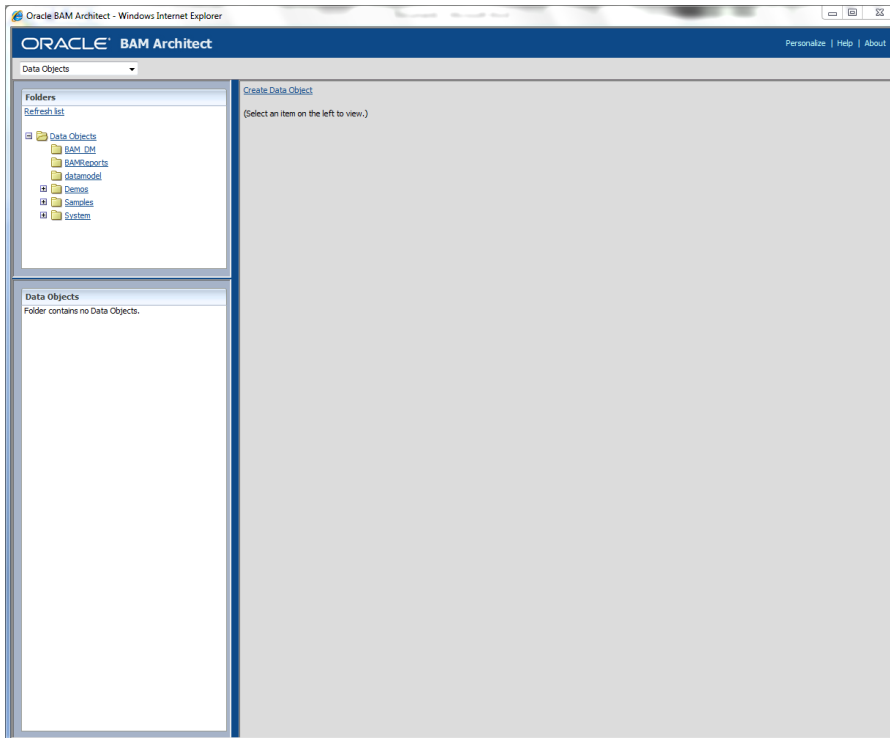 Oracle BAM Architect - Windows Internet Explorer
ORACLE BAM Architect
Personalize | Help | About
Data Objects
Folders
Refresh list
Data Objects
BAM_DM
BAMReports
datamodel
Demos
Samples
System
Data Objects
Folder contains no Data Objects.
Create Data Object
(Select an item on the left to view.)